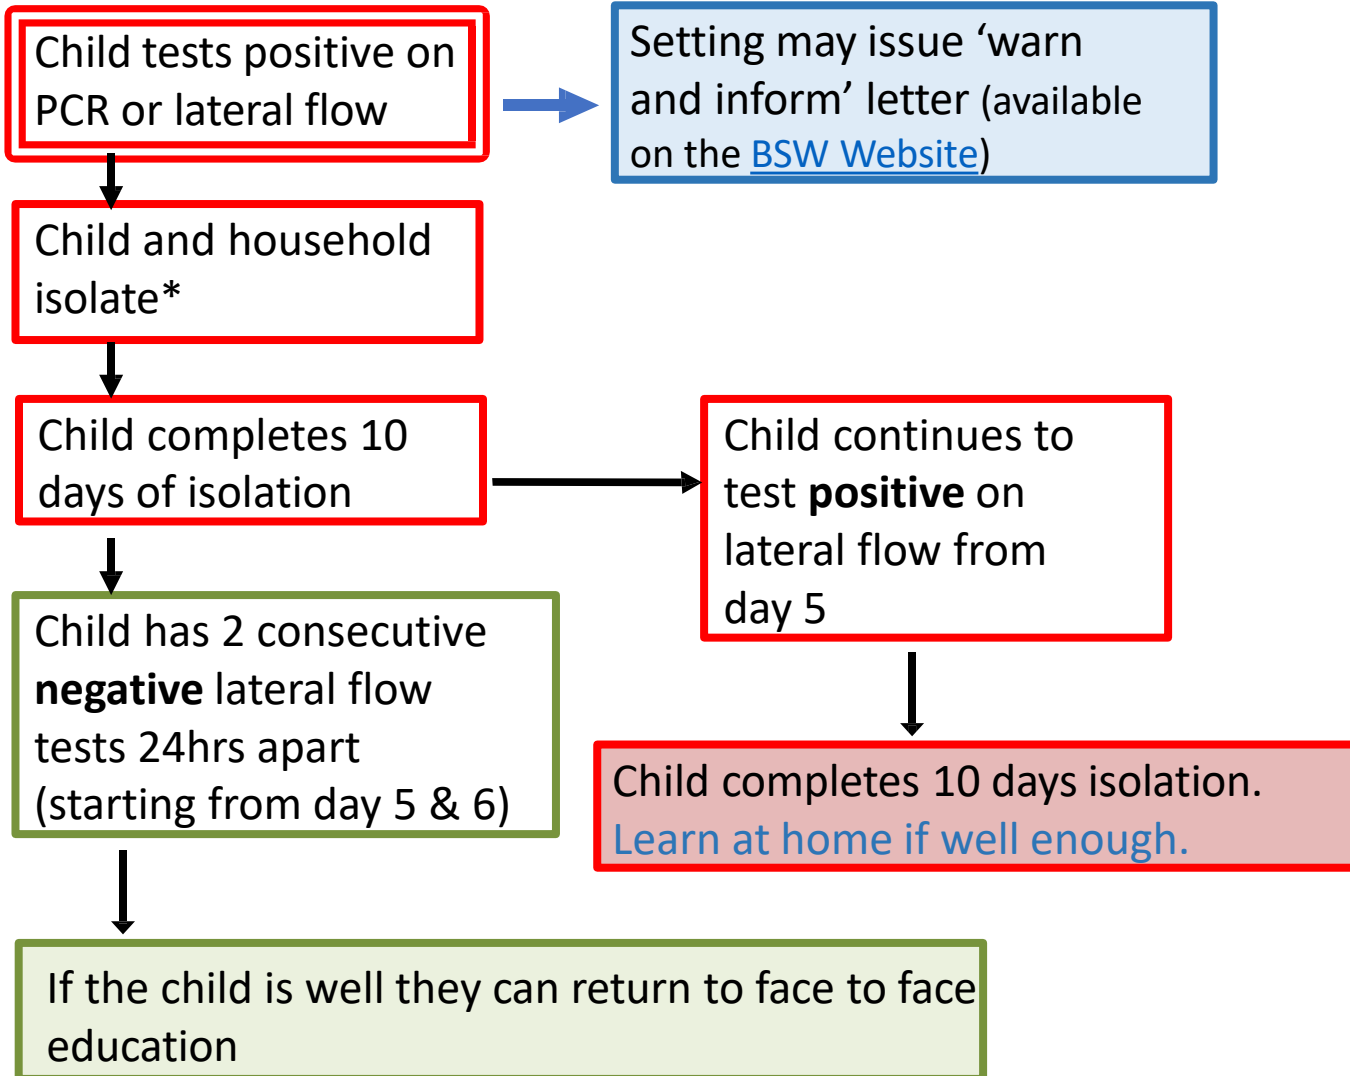 Child tests positive on
PCR or lateral flow
Setting may issue ‘warn
and inform’ letter (available
on the BSW Website)
Child and household
isolate*
Child completes 10
days of isolation
Child continues to
test positive on
lateral flow from
day 5
Child has 2 consecutive
negative lateral flow
tests 24hrs apart
(starting from day 5 & 6)
Child completes 10 days isolation.
Learn at home if well enough.
If the child is well they can return to face to face
education